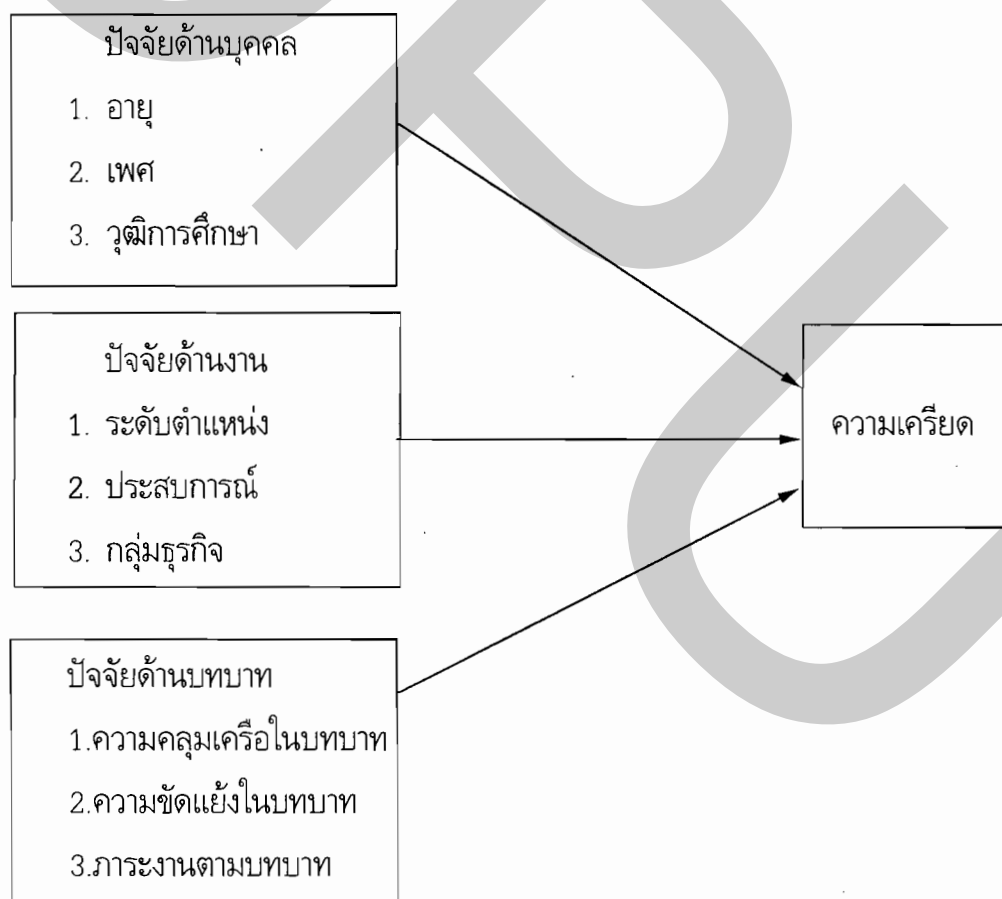 ปัจจัยด้านบุคคล
1. อายุ
2. เพศ
3. วุฒิการศึกษา
ปัจจัยด้านงาน
1. ระดับตำแหน่ง
2. ประสบการณ์
3. กลุ่มธุรกิจ
ความเครียด
ปัจจัยด้านบทบาท
1.ความคลุมเครือในบทบาท
2.ความขัดแย้งในบทบาท
3.ภาระงานตามบทบาท